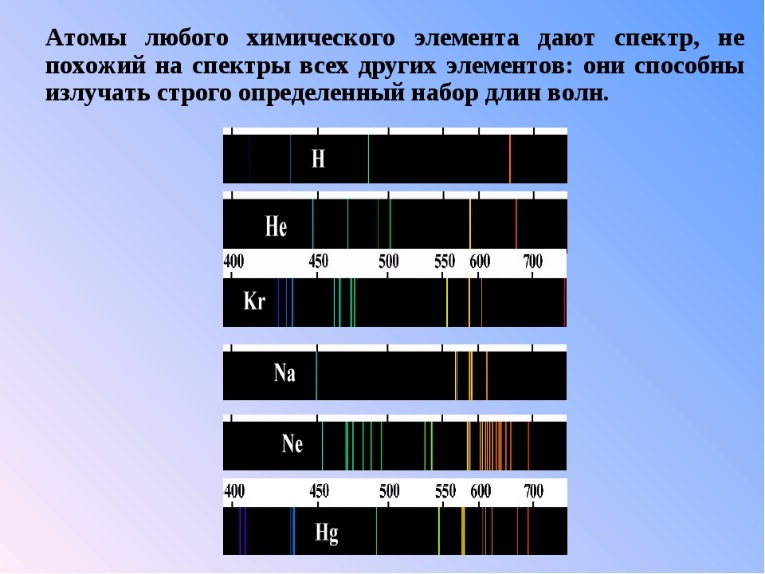 Атомы любого химического элемента дают спектр, не
похожий на спектры всех других элементов: они способны
излучать строго определенный набор длин волн.
H
He
400 450 500 550 600 700
Kr
Na
Ne
400 450 500 550 600 700
Hg